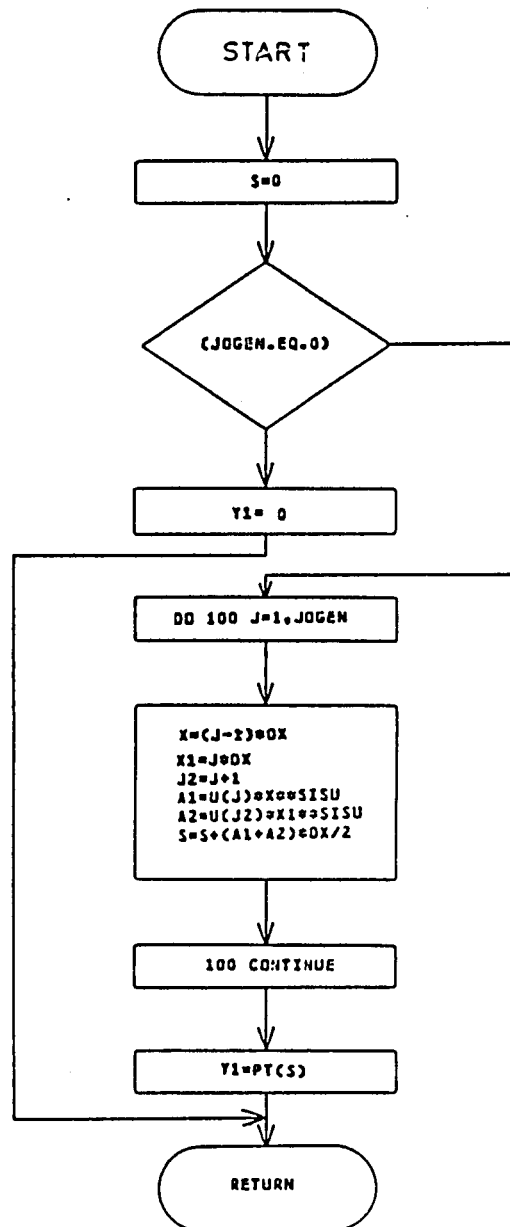 START
S=0
(JOGEN.EQ.0)
Y1= 0
DO 100 J=1,JOGEN
X=(J-1)*DX
X1=J*DX
J2=J+1
A1=U(J)*X**SISU
A2=U(J2)*X1**SISU
S=S+(A1+A2)*DX/2
100 CONTINUE
Y1=PT(S)
RETURN